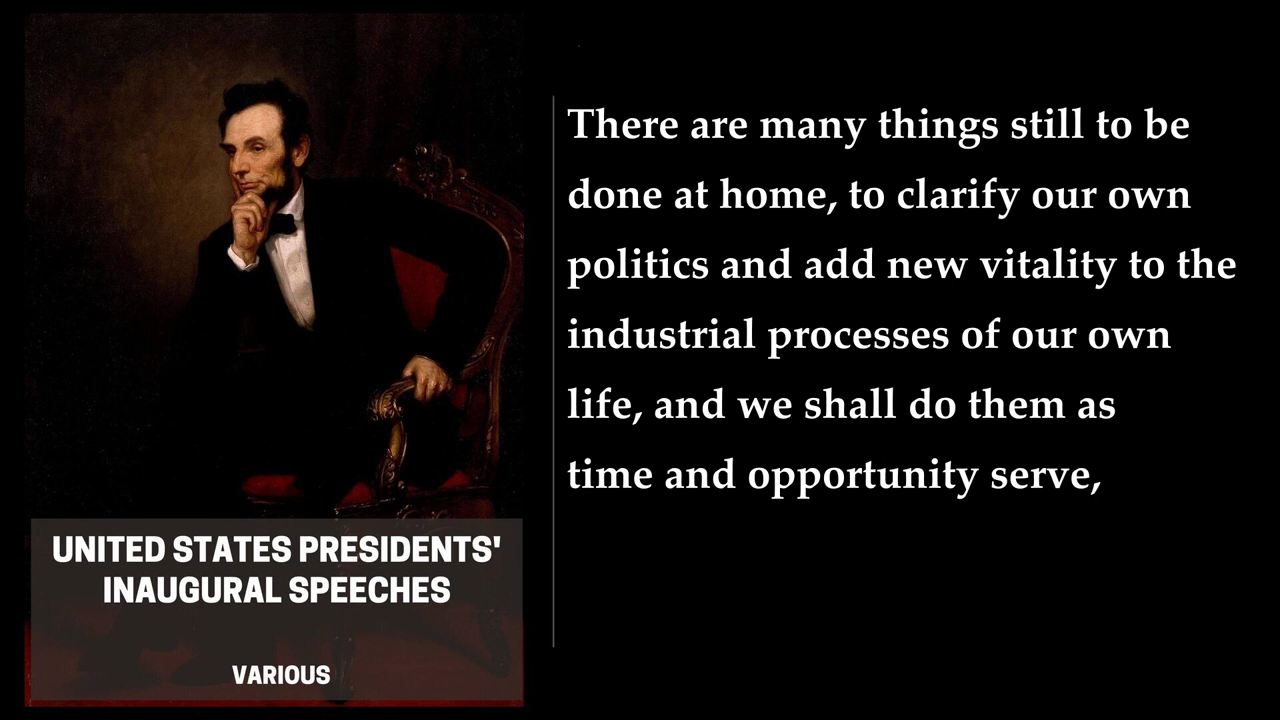 UNITED STATES PRESIDENTS'
INAUGURAL SPEECHES
VARIOUS
There are many things still to be
done at home, to clarify our own
politics and add new vitality to the
industrial processes of our own
life, and we shall do them as
time and opportunity serve,